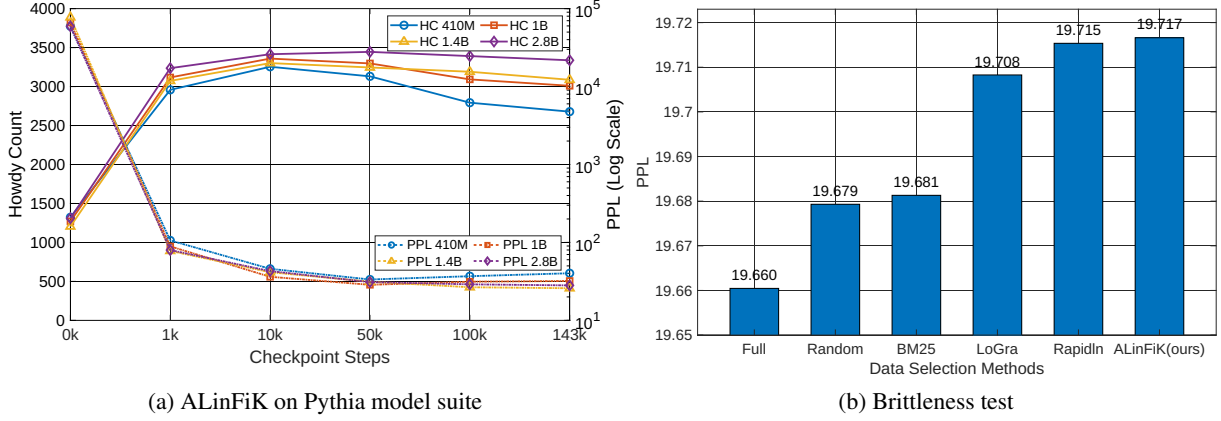 4000
3500
3000
2500
2000
1500
1000
500
0
Howdy Count
HC 410M
HC 1B
HC 1.4B
HC 2.8B
PPL 410M
PPL 1B
PPL 1.4B
PPL 2.8B
10^5
10^4
10^3
10^2
10^1
PPL (Log Scale)
0k 1k 10k 50k 100k 143k
Checkpoint Steps
(a) ALinFiK on Pythia model suite
19.72
19.71
19.7
19.69
19.68
19.67
19.66
19.65
PPL
19.660
19.679
19.681
19.708
19.715
19.717
Full Random BM25 LoGra RapidIn ALinFiK(ours)
Data Selection Methods
(b) Brittleness test